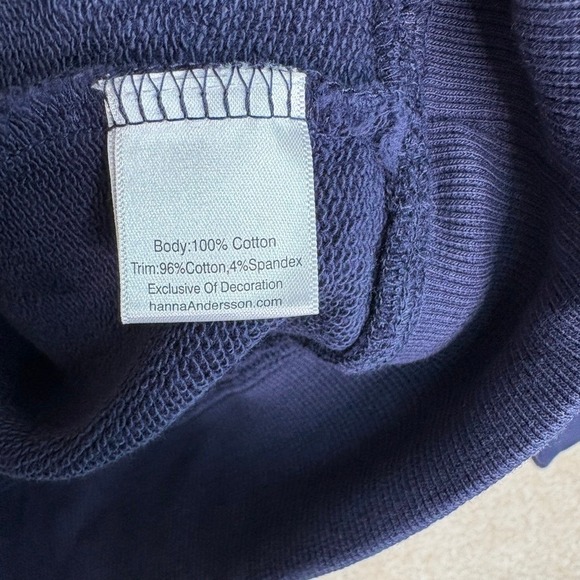 Body:100% Cotton
Trim:96%Cotton,4%Spandex
Exclusive Of Decoration
hannaAndersson.com